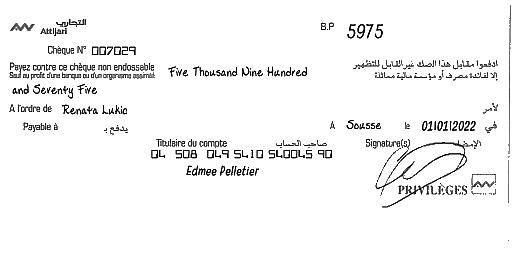 التجاري
Attijari
B.P 5975
Chèque N° 007029
Payez contre ce chèque non endossable
Seuf au profit d'une banque ou d'un organisme assimilé
Five Thousand Nine Hundred
ادفعوا مقابل هذا الصك غير القابل للتظهير
إلا لفائدة مصرف أو مؤسسة مالية مماثلة
and Seventy Five
A l'ordre de Renata Lukic
لأمر
Payable à
يدفع بـ
A Sousse le 01/01/2022 في
Titulaire du compte صاحب الحساب
Signature(s) الإمضاء
04 508 049 5410 540045 90
Edmee Pelletier
PRIVILÈGES